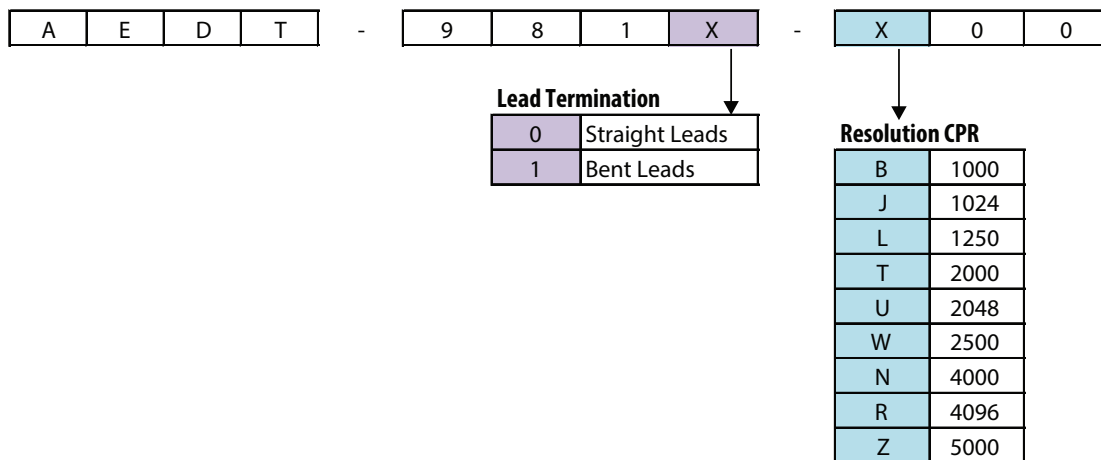 A E D T - 9 8 1 X - X 0 0
Lead Termination
0 Straight Leads
1 Bent Leads
Resolution CPR
B 1000
J 1024
L 1250
T 2000
U 2048
W 2500
N 4000
R 4096
Z 5000